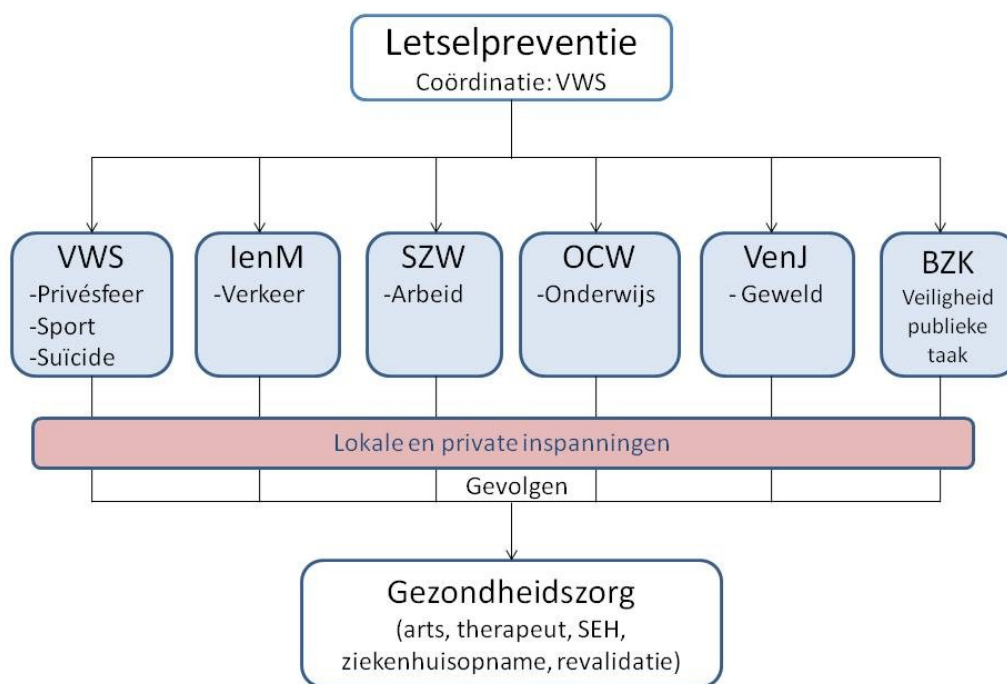 Letselpreventie
Coördinatie: VWS
VWS
-Privésfeer
-Sport
-Suïcide
IenM
-Verkeer
SZW
-Arbeid
OCW
-Onderwijs
VenJ
- Geweld
BZK
Veiligheid
publieke
taak
Lokale en private inspanningen
Gevolgen
Gezondheidszorg
(arts, therapeut, SEH,
ziekenhuisopname, revalidatie)